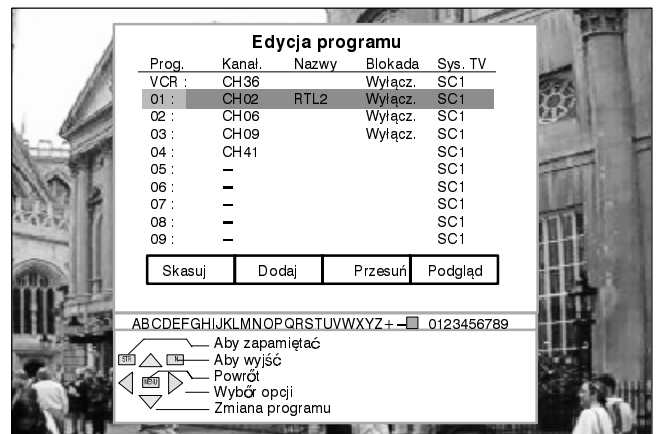 Edycja programu
Prog. Kanał. Nazwy Blokada Sys. TV
VCR : CH36 Wyłącz. SC1
01 : CH02 RTL2 Wyłącz. SC1
02 : CH06 Wyłącz. SC1
03 : CH09 Wyłącz. SC1
04 : CH41 SC1
05 : – SC1
06 : – SC1
07 : – SC1
08 : – SC1
09 : – SC1
Skasuj Dodaj Przesuń Podgląd
ABCDEFGHIJKLMNOPQRSTUVWXYZ+– 0123456789
Aby zapamiętać
STR N Aby wyjść
MENU Powrót
Wybór opcji
Zmiana programu